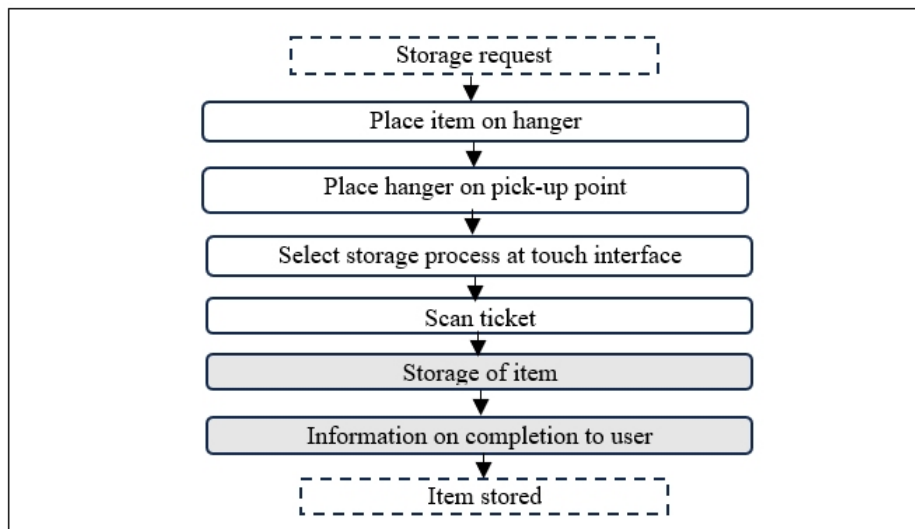 Storage request
Place item on hanger
Place hanger on pick-up point
Select storage process at touch interface
Scan ticket
Storage of item
Information on completion to user
Item stored